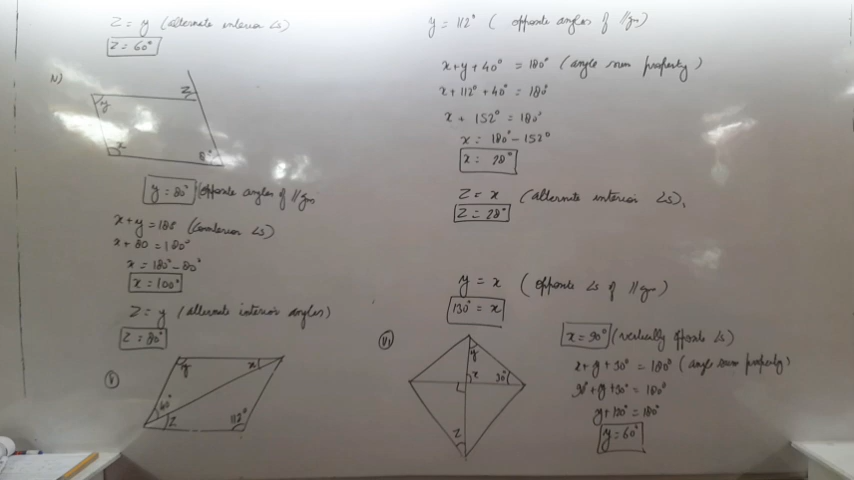 z = y (alternate interior ∠s)
z = 60°
iv)
y
z
x
80°
y = 80° (opposite angles of //gm
x + y = 180 (cointerior ∠s)
x + 80 = 180°
x = 180° - 80°
x = 100°
z = y (alternate interior angles)
z = 80°
v
y
x
40°
z
112°
y = 112° (opposite angles of //gm)
x + y + 40° = 180° (angle sum property)
x + 112° + 40° = 180°
x + 152° = 180°
x = 180° - 152°
x = 28°
z = x (alternate interior ∠s),
z = 28°
y = x (opposite ∠s of //gm)
130° = x
vi
y
x
30°
z
x = 90° (vertically opposite ∠s)
x + y + 30° = 180° (angle sum property)
90° + y + 30° = 180°
y + 120° = 180°
y = 60°